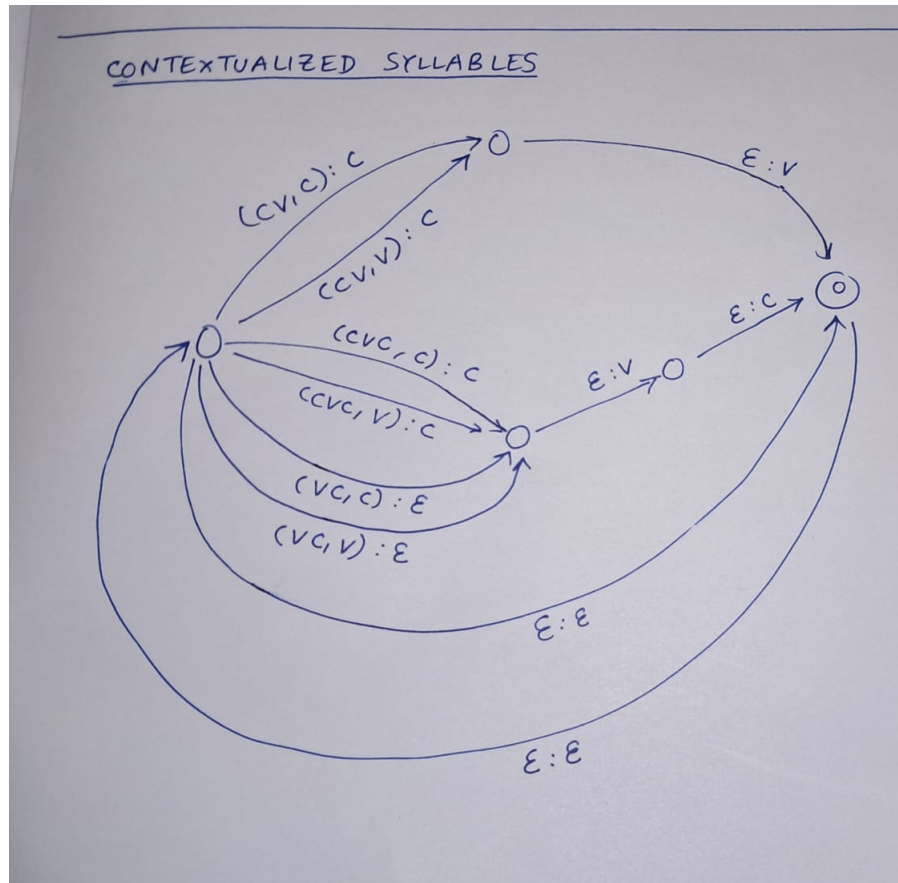 CONTEXTUALIZED SYLLABLES
(CV,C):C
ε:V
(CV,V):C
ε:C
(CVC,C):C
ε:V
(CVC,V):C
(VC,C):ε
(VC,V):ε
ε:ε
ε:ε